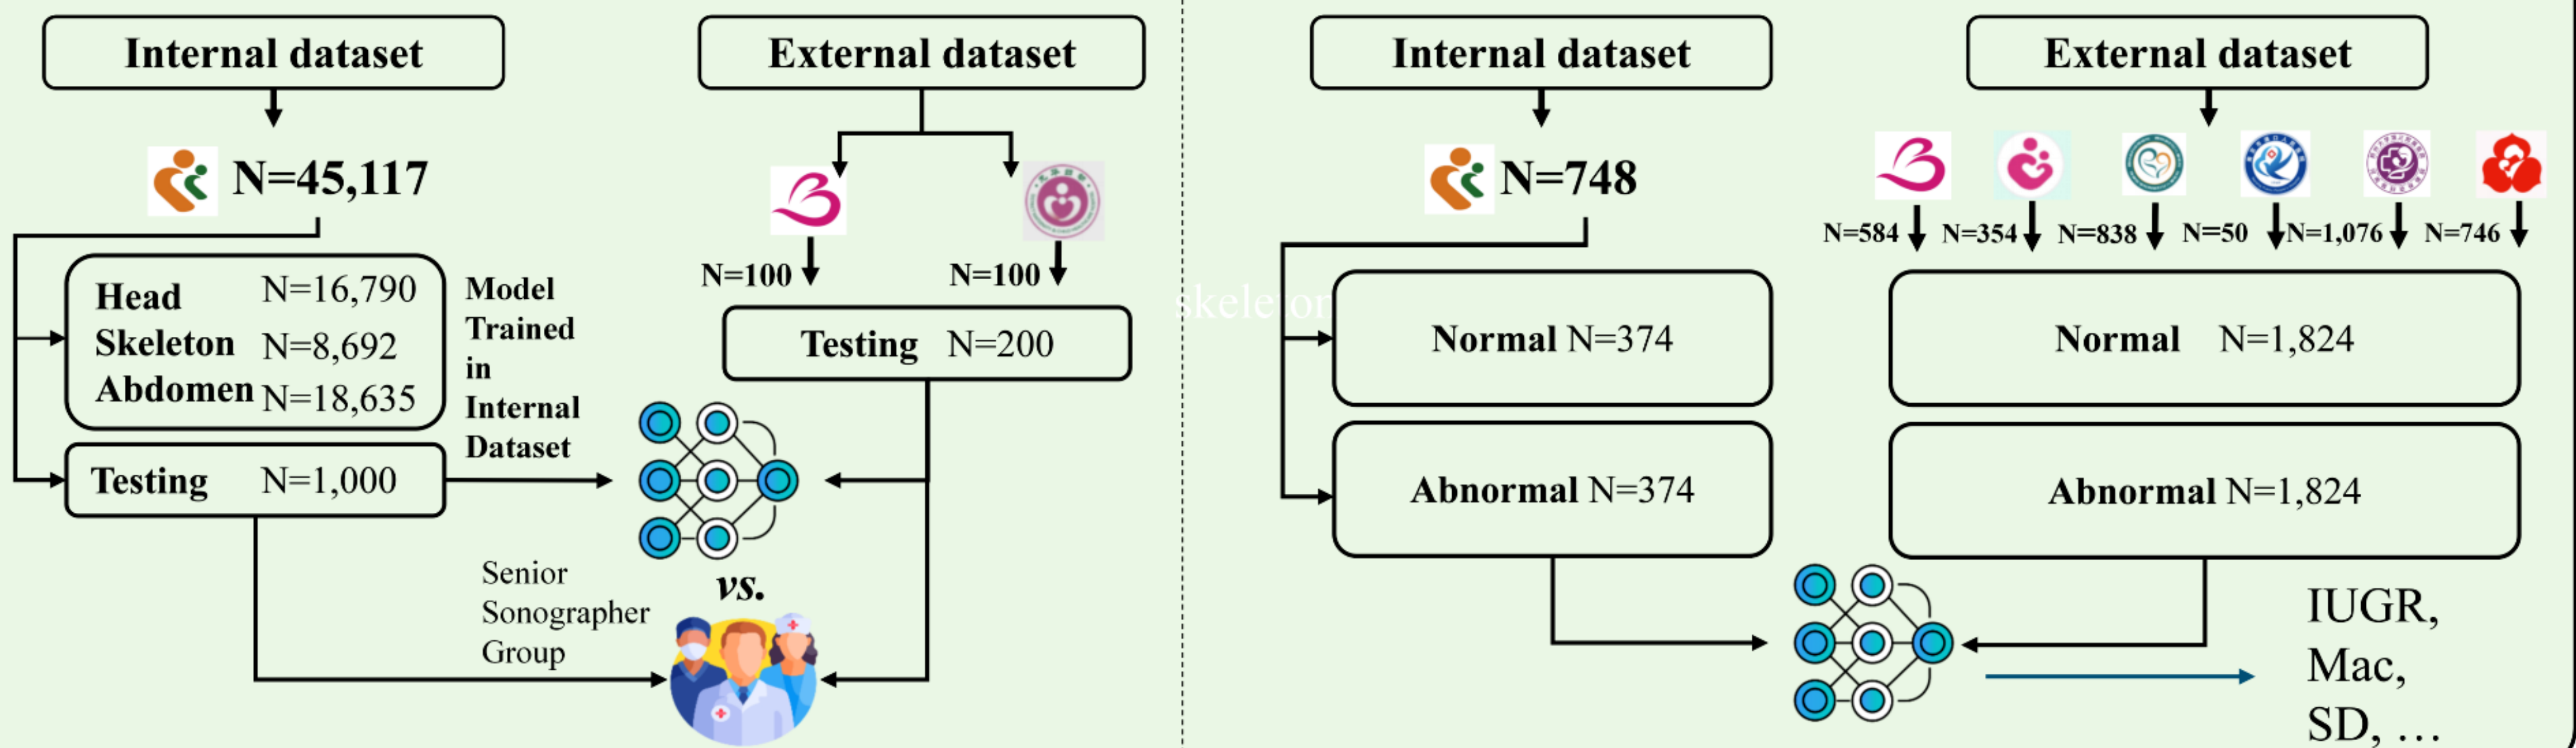 Internal dataset
N=45,117
Head N=16,790
Skeleton N=8,692
Abdomen N=18,635
Testing N=1,000
Model
Trained
in
Internal
Dataset
External dataset
N=100 N=100
Testing N=200
vs.
Senior
Sonographer
Group
skeleton
Internal dataset
N=748
Normal N=374
Abnormal N=374
External dataset
N=584 N=354 N=838 N=50 N=1,076 N=746
Normal N=1,824
Abnormal N=1,824
IUGR,
Mac,
SD, …